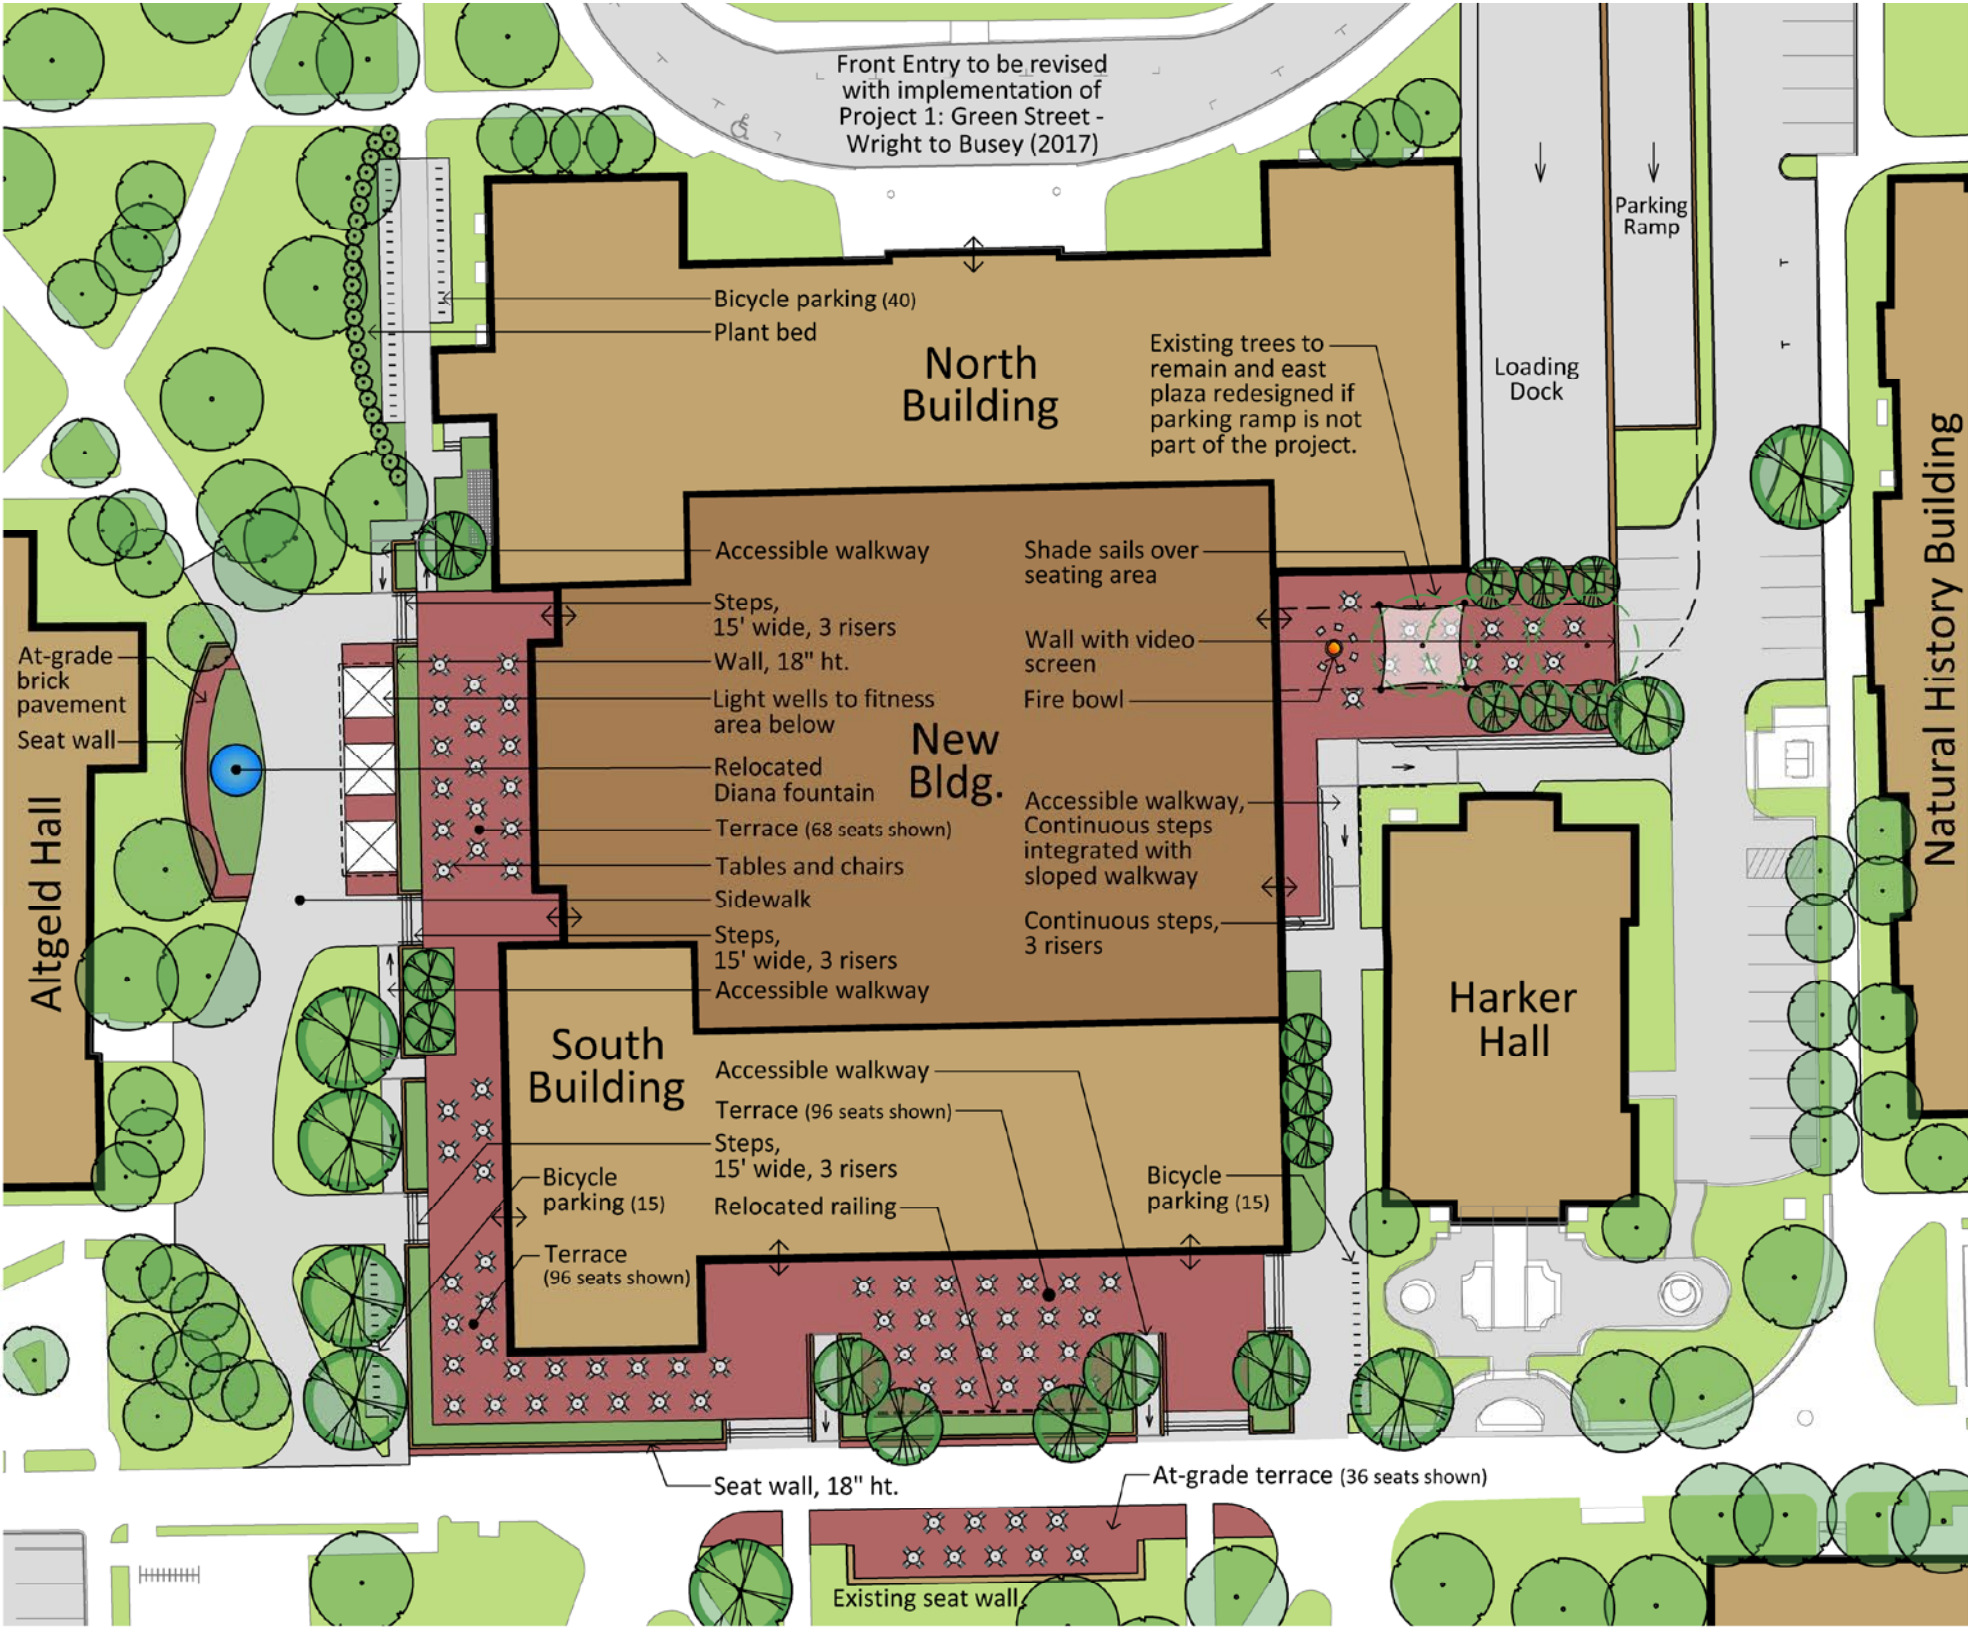 Front Entry to be revised
with implementation of
Project 1: Green Street -
Wright to Busey (2017)
Parking
Ramp
Loading
Dock
Bicycle parking (40)
Plant bed
North
Building
Existing trees to
remain and east
plaza redesigned if
parking ramp is not
part of the project.
Natural History Building
Accessible walkway
Steps,
15' wide, 3 risers
Wall, 18" ht.
Light wells to fitness
area below
Relocated
Diana fountain
Terrace (68 seats shown)
Tables and chairs
Sidewalk
Steps,
15' wide, 3 risers
Accessible walkway
New
Bldg.
Shade sails over
seating area
Wall with video
screen
Fire bowl
Accessible walkway,
Continuous steps
integrated with
sloped walkway
Continuous steps,
3 risers
At-grade
brick
pavement
Seat wall
Altgeld Hall
Harker
Hall
South
Building
Accessible walkway
Terrace (96 seats shown)
Steps,
15' wide, 3 risers
Relocated railing
Bicycle
parking (15)
Terrace
(96 seats shown)
Bicycle
parking (15)
Seat wall, 18" ht.
At-grade terrace (36 seats shown)
Existing seat wall